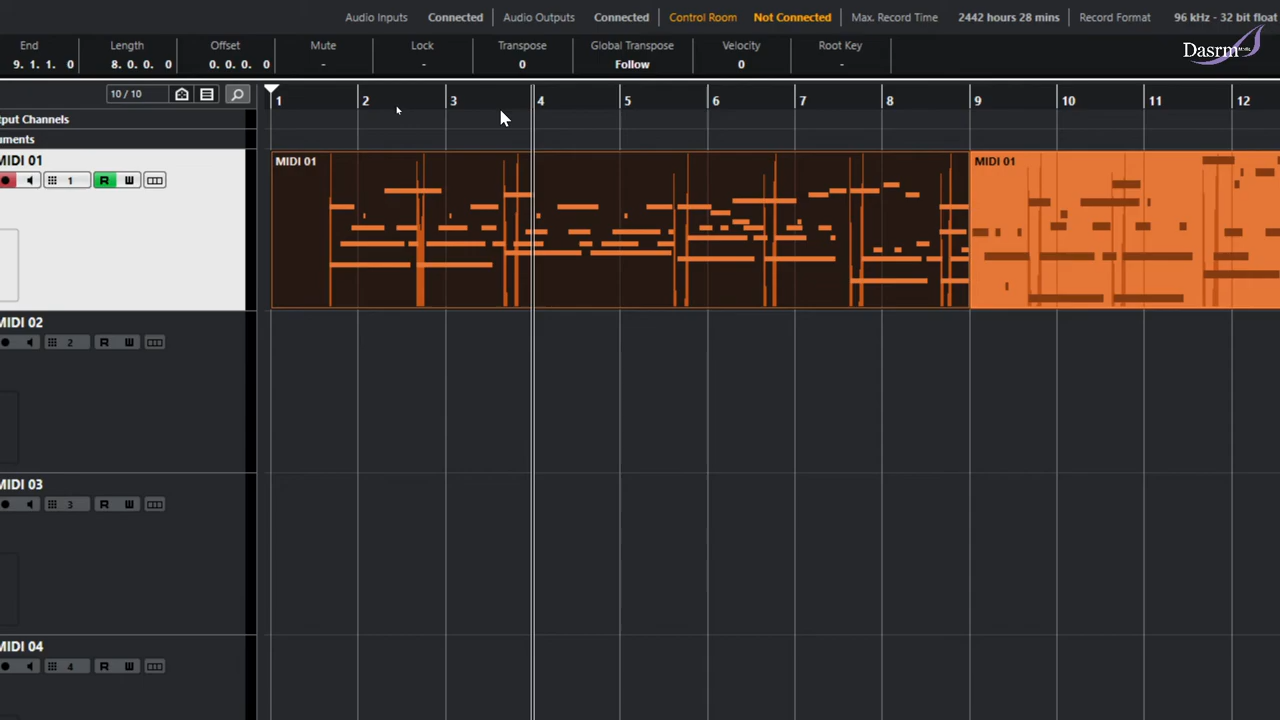 Audio Inputs Connected Audio Outputs Connected Control Room Not Connected Max. Record Time 2442 hours 28 mins Record Format 96 kHz - 32 bit float
End Length Offset Mute Lock Transpose Global Transpose Velocity Root Key
9. 1. 1. 0 8. 0. 0. 0 0. 0. 0. 0 - - 0 Follow 0 -
Dasrm Media
10 / 10 1 2 3 4 5 6 7 8 9 10 11 12
tput Channels
uments
MIDI 01 MIDI 01 MIDI 01
1 R W
MIDI 02
2 R W
MIDI 03
3 R W
MIDI 04
4 R W